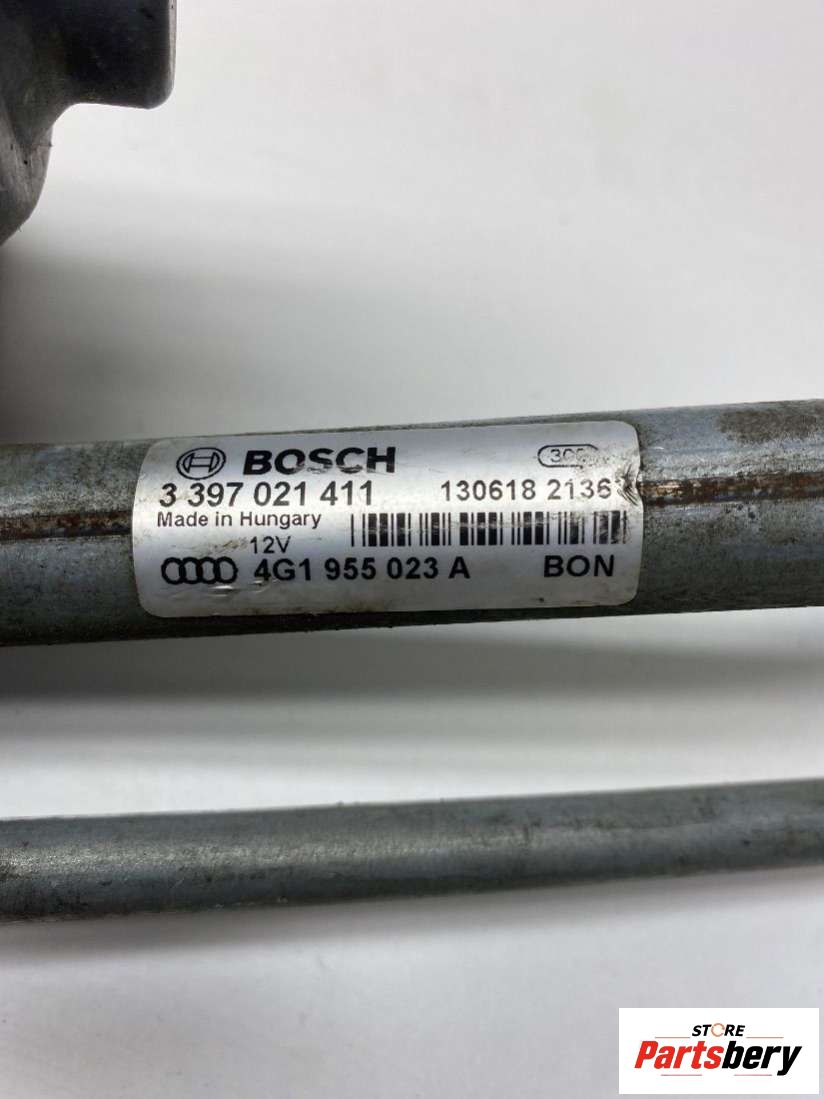 BOSCH
3 397 021 411 130618 2136
Made in Hungary
12V
4G1 955 023 A BON
STORE
Partsbery